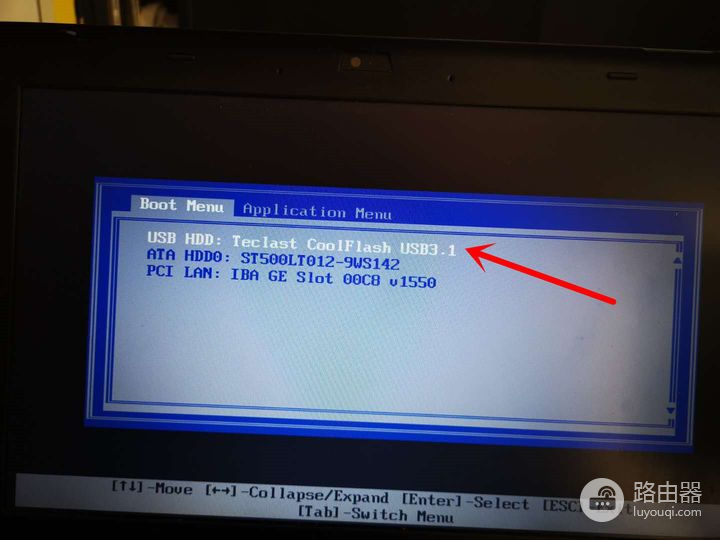 Boot Menu Application Menu
USB HDD: Teclast CoolFlash USB3.1
ATA HDD0: ST500LT012-9WS142
PCI LAN: IBA GE Slot 00C8 v1550
[↑↓]-Move [←→]-Collapse/Expand [Enter]-Select [ESC]
[Tab]-Switch Menu
路由器
luyouqi.com